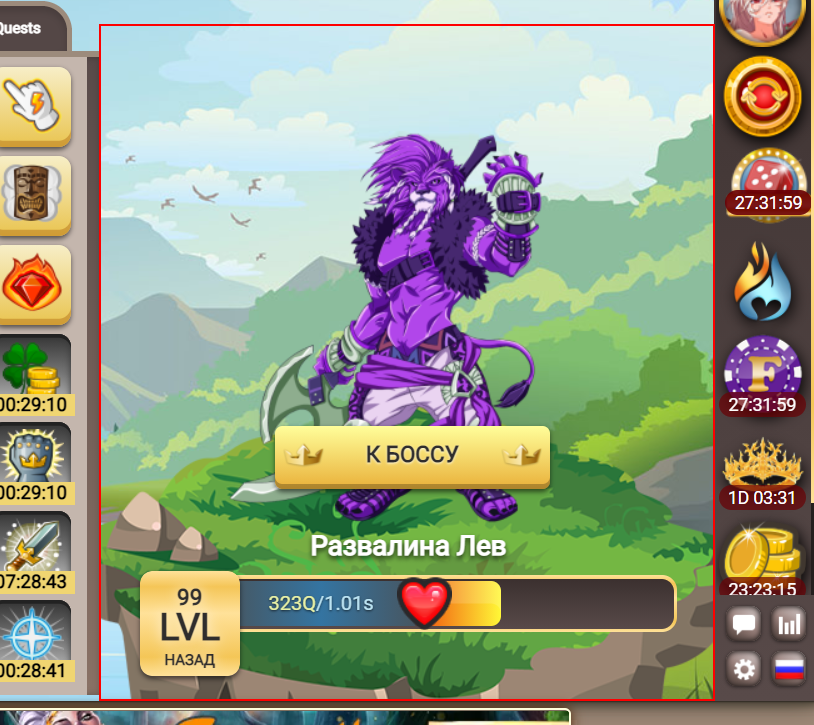 Quests
27:31:59
00:29:10
27:31:59
F
00:29:10
К БОССУ
1D 03:31
Развалина Лев
07:28:43
23:23:15
99
LVL
НАЗАД
323Q/1.01s
00:28:41